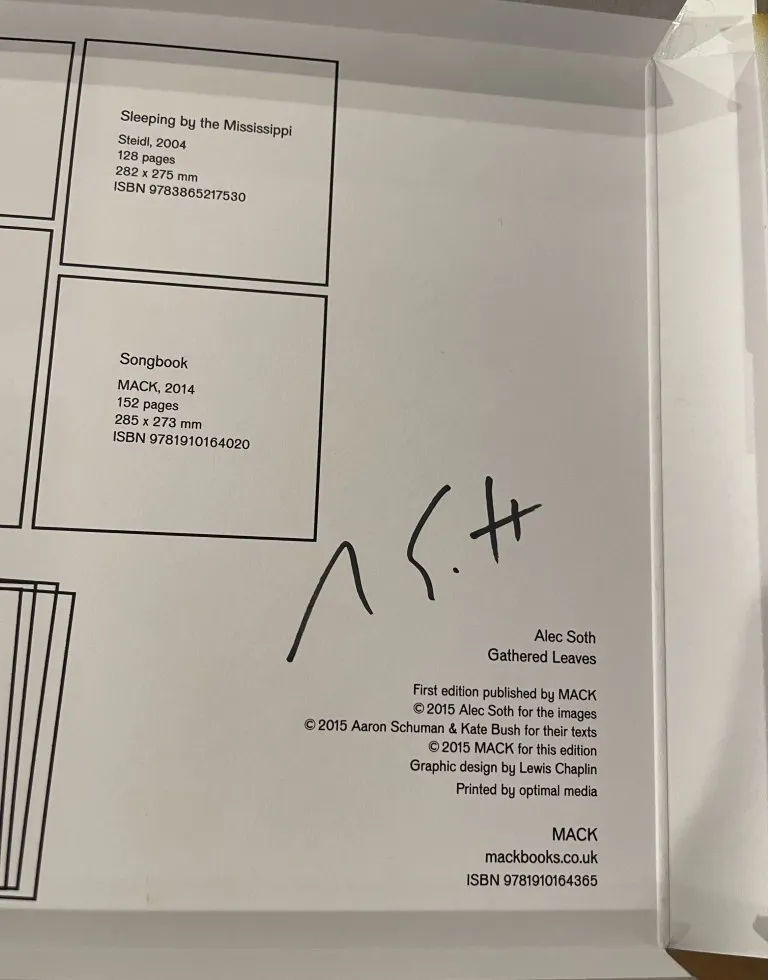 Sleeping by the Mississippi
Steidl, 2004
128 pages
282 x 275 mm
ISBN 9783865217530
Songbook
MACK, 2014
152 pages
285 x 273 mm
ISBN 9781910164020
Alec Soth
Gathered Leaves
First edition published by MACK
© 2015 Alec Soth for the images
© 2015 Aaron Schuman & Kate Bush for their texts
© 2015 MACK for this edition
Graphic design by Lewis Chaplin
Printed by optimal media
MACK
mackbooks.co.uk
ISBN 9781910164365